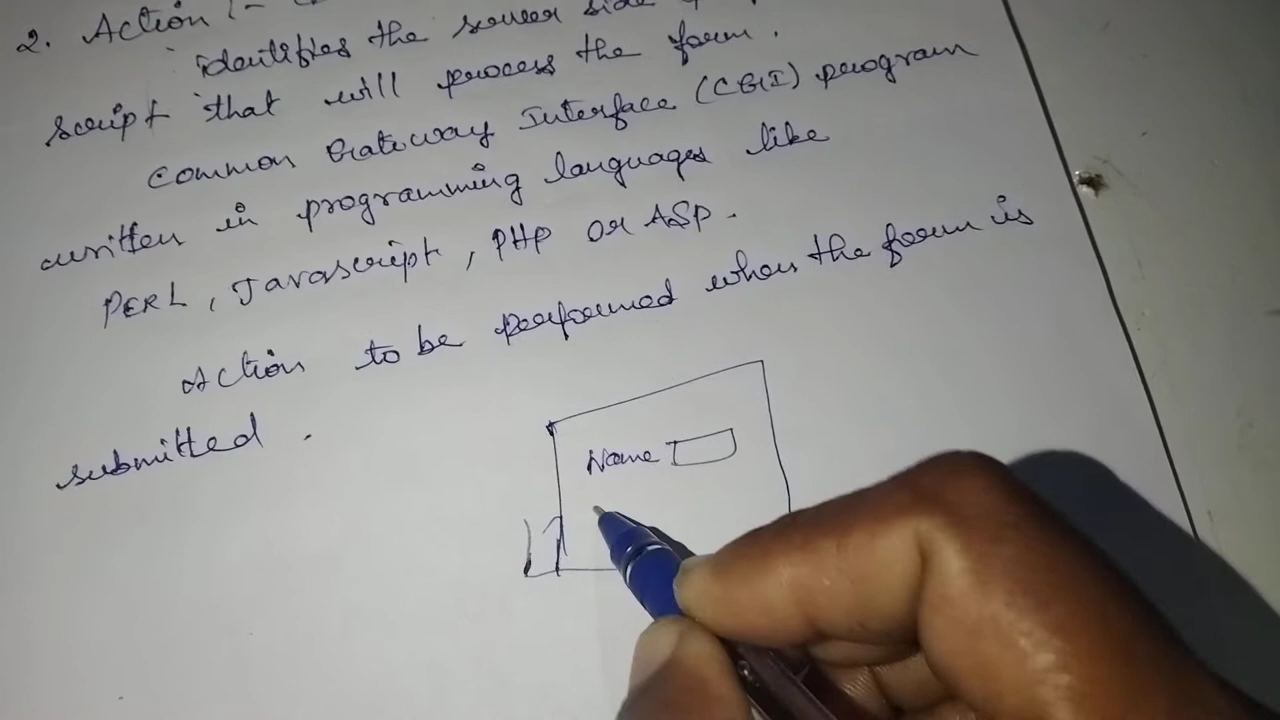 2. Action :-
identifies the server side
script that will process the form.
Common Gateway Interface (CGI) program
written in programming languages like
PERL, Javascript, PHP or ASP.
Action to be performed when the form is
submitted.
Name